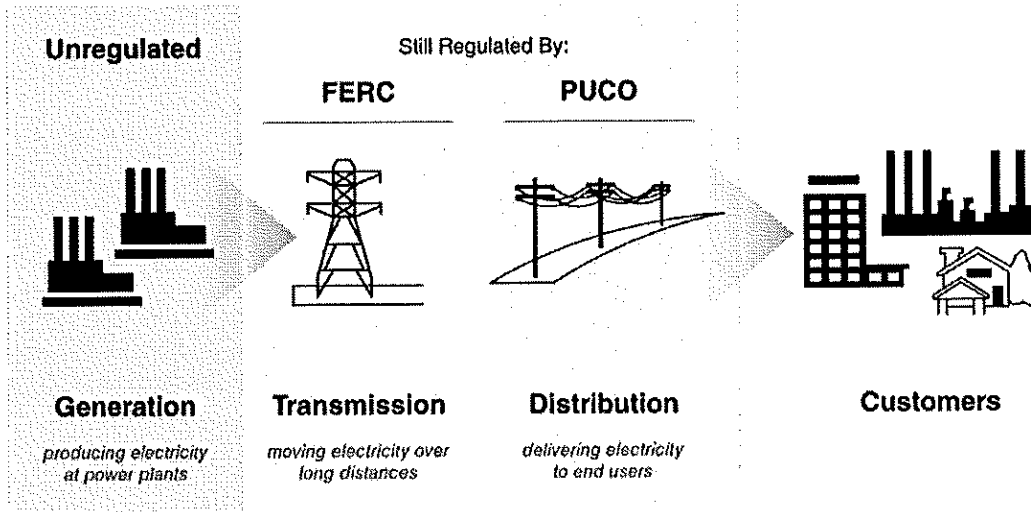 Unregulated
Still Regulated By:
FERC
PUCO
Generation
Transmission
Distribution
Customers
producing electricity
at power plants
moving electricity over
long distances
delivering electricity
to end users